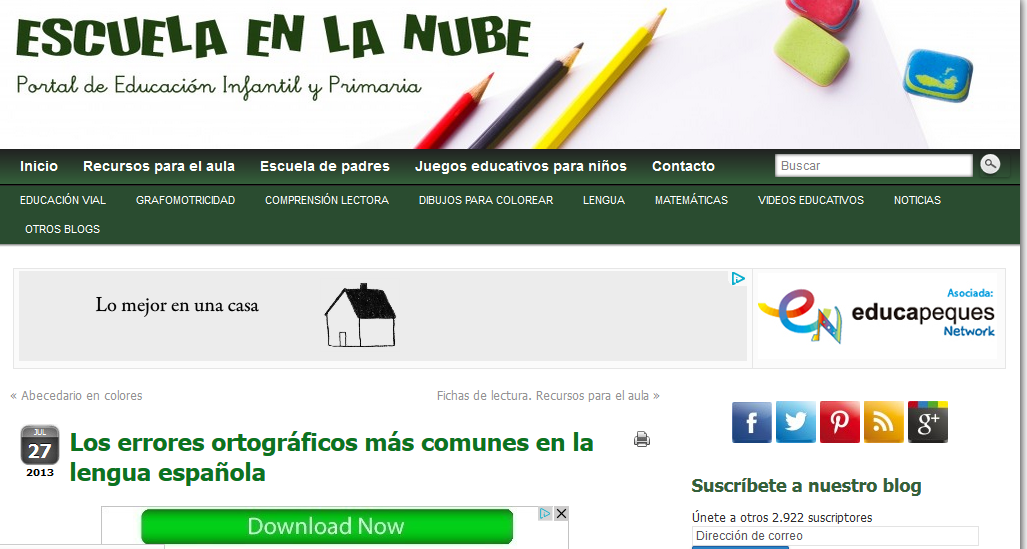 ESCUELA EN LA NUBE
Portal de Educación Infantil y Primaria
Inicio Recursos para el aula Escuela de padres Juegos educativos para niños Contacto Buscar
EDUCACIÓN VIAL GRAFOMOTRICIDAD COMPRENSIÓN LECTORA DIBUJOS PARA COLOREAR LENGUA MATEMÁTICAS VIDEOS EDUCATIVOS NOTICIAS
OTROS BLOGS
Lo mejor en una casa
Asociada:
en educapeques
Network
« Abecedario en colores Fichas de lectura. Recursos para el aula »
JUL
27
2013
Los errores ortográficos más comunes en la
lengua española
f g+
Suscríbete a nuestro blog
Únete a otros 2.922 suscriptores
Dirección de correo
Download Now